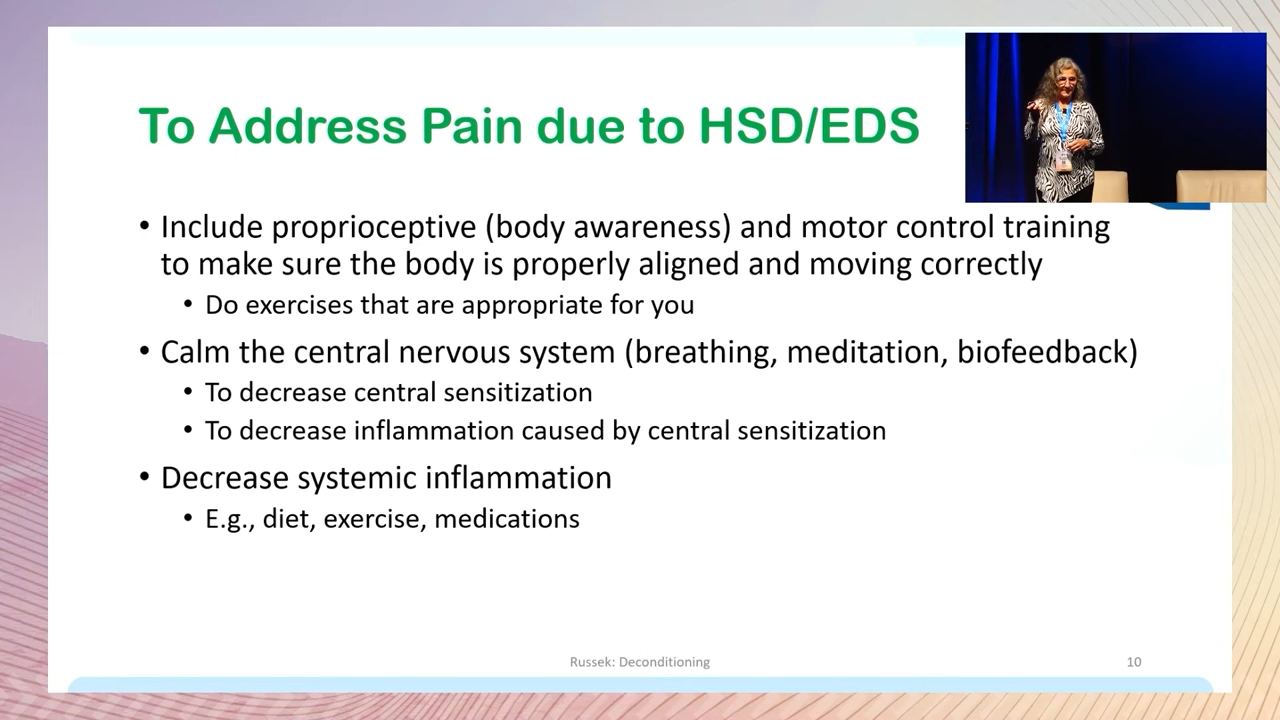 To Address Pain due to HSD/EDS
• Include proprioceptive (body awareness) and motor control training
to make sure the body is properly aligned and moving correctly
• Do exercises that are appropriate for you
• Calm the central nervous system (breathing, meditation, biofeedback)
• To decrease central sensitization
• To decrease inflammation caused by central sensitization
• Decrease systemic inflammation
• E.g., diet, exercise, medications
Russek: Deconditioning
10